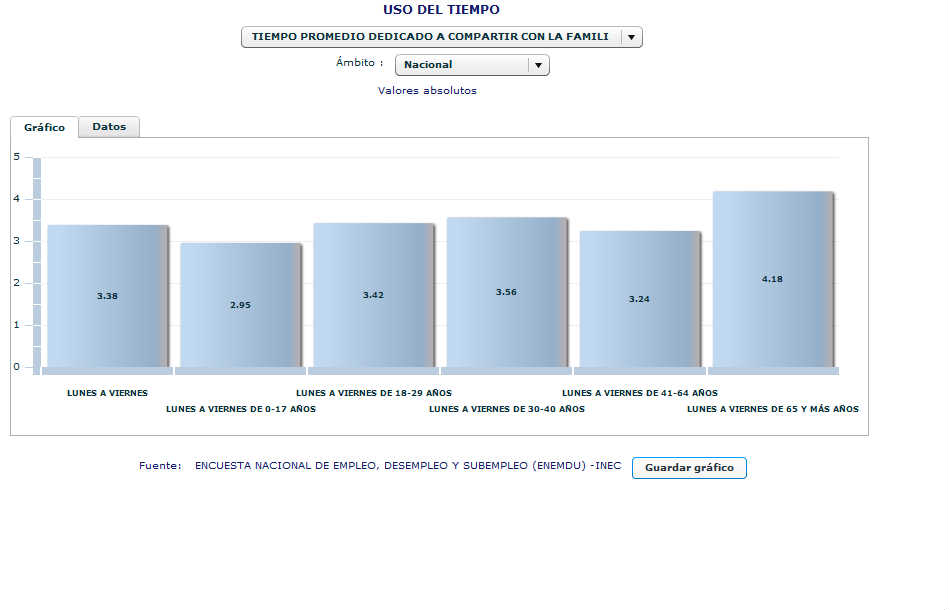 USO DEL TIEMPO
TIEMPO PROMEDIO DEDICADO A COMPARTIR CON LA FAMILI
Ámbito : Nacional
Valores absolutos
Gráfico Datos
5
4
3
2
1
0
3.38
2.95
3.42
3.56
3.24
4.18
LUNES A VIERNES
LUNES A VIERNES DE 0-17 AÑOS
LUNES A VIERNES DE 18-29 AÑOS
LUNES A VIERNES DE 30-40 AÑOS
LUNES A VIERNES DE 41-64 AÑOS
LUNES A VIERNES DE 65 Y MÁS AÑOS
Fuente: ENCUESTA NACIONAL DE EMPLEO, DESEMPLEO Y SUBEMPLEO (ENEMDU) -INEC
Guardar gráfico